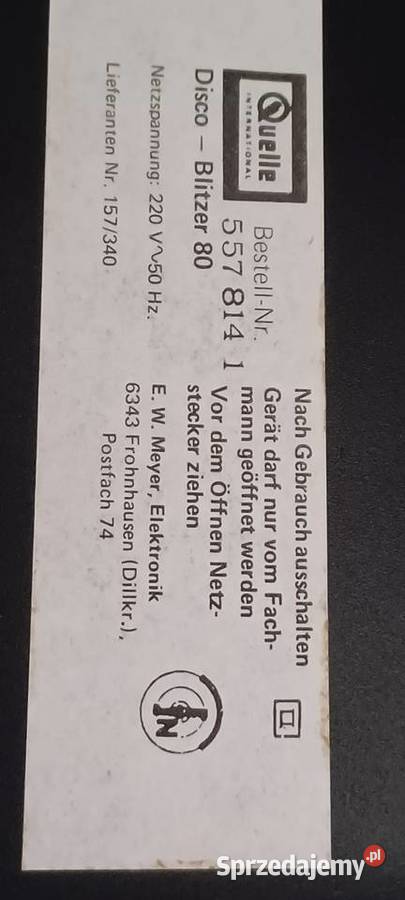 Quelle
INTERNATIONAL
Bestell-Nr.
557 814 1
Disco – Blitzer 80
Netzspannung: 220 V∿50 Hz.
Lieferanten Nr. 157/340
Nach Gebrauch ausschalten
Gerät darf nur vom Fach-
mann geöffnet werden
Vor dem Öffnen Netz-
stecker ziehen
E. W. Meyer, Elektronik
6343 Frohnhausen (Dillkr.),
Postfach 74
Sprzedajemy.pl